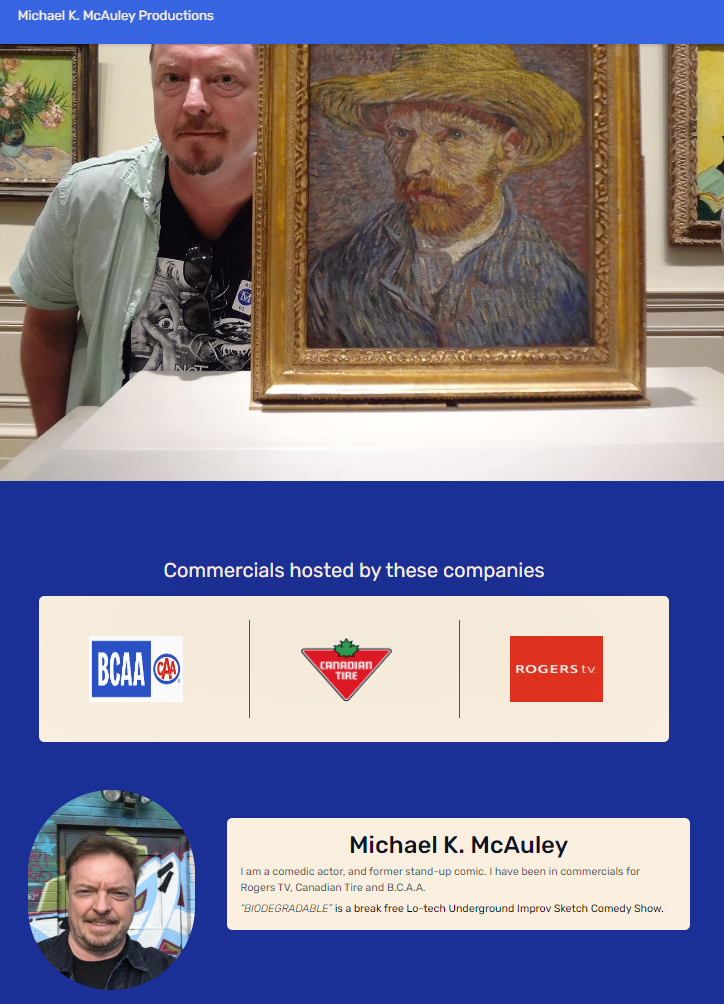 Michael K. McAuley Productions
Commercials hosted by these companies
BCAA
CAA
CANADIAN
TIRE
ROGERS tv.
Michael K. McAuley
I am a comedic actor, and former stand-up comic. I have been in commercials for
Rogers TV, Canadian Tire and B.C.A.A.
“BIODEGRADABLE” is a break free Lo-tech Underground Improv Sketch Comedy Show.